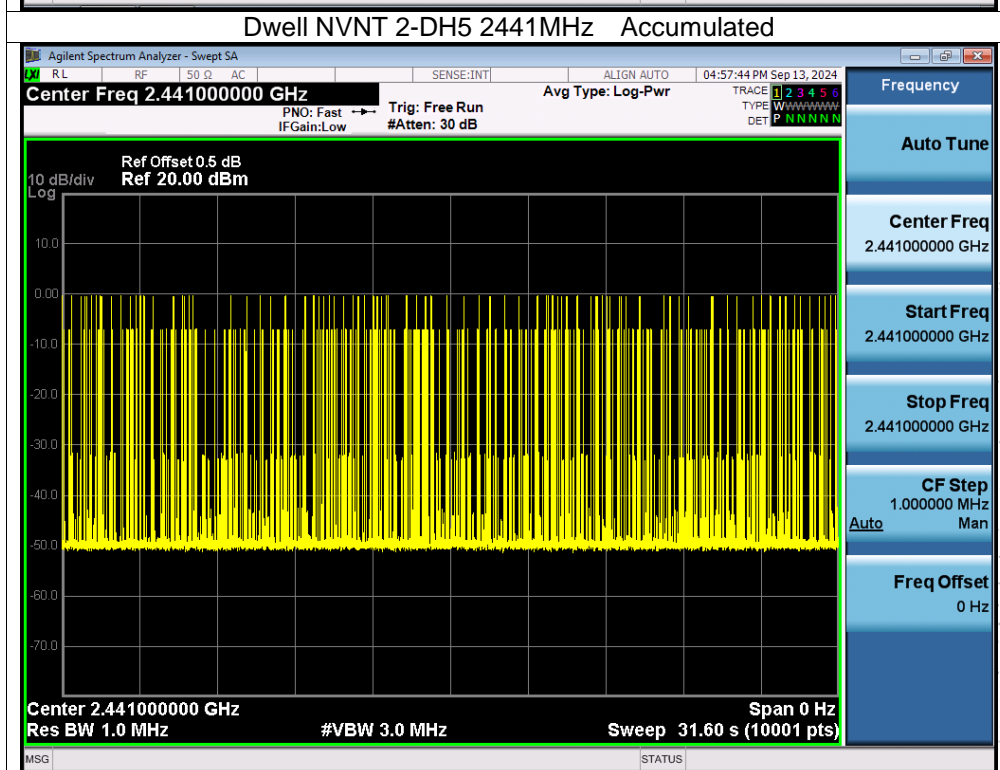 Dwell NVNT 2-DH5 2441MHz Accumulated
Agilent Spectrum Analyzer - Swept SA
LXI RL RF 50 Ω AC SENSE:INT ALIGN AUTO 04:57:44 PM Sep 13, 2024
Center Freq 2.441000000 GHz
PNO: Fast
IFGain:Low
Trig: Free Run
#Atten: 30 dB
Avg Type: Log-Pwr
TRACE 1 2 3 4 5 6
TYPE WWWWWWW
DET P N N N N N
Ref Offset 0.5 dB
10 dB/div Ref 20.00 dBm
Log
10.0
0.00
-10.0
-20.0
-30.0
-40.0
-50.0
-60.0
-70.0
Center 2.441000000 GHz Span 0 Hz
Res BW 1.0 MHz #VBW 3.0 MHz Sweep 31.60 s (10001 pts)
MSG STATUS
Frequency
Auto Tune
Center Freq
2.441000000 GHz
Start Freq
2.441000000 GHz
Stop Freq
2.441000000 GHz
CF Step
1.000000 MHz
Auto Man
Freq Offset
0 Hz